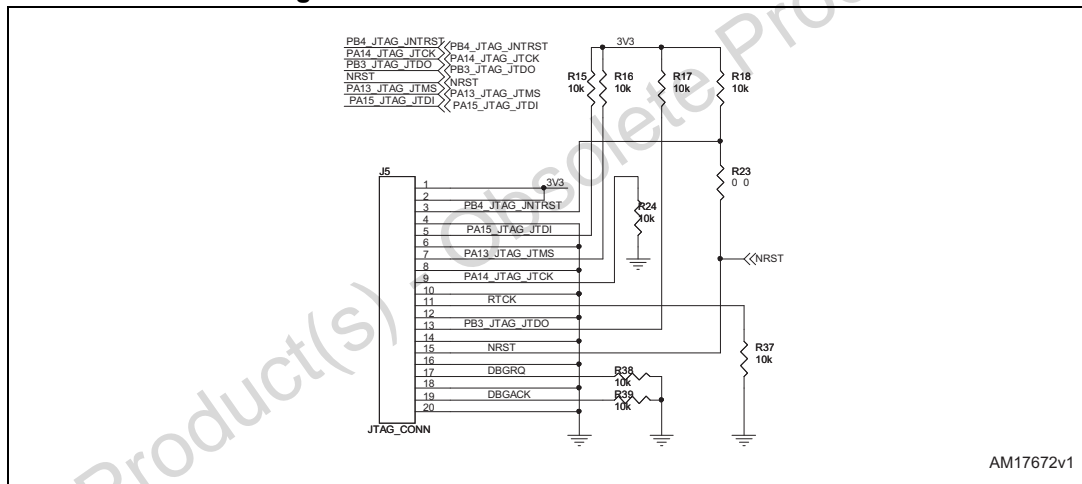 PB4_JTAG_JNTRST PB4_JTAG_JNTRST
PA14_JTAG_JTCK PA14_JTAG_JTCK
PB3_JTAG_JTDO PB3_JTAG_JTDO
NRST NRST
PA13_JTAG_JTMS PA13_JTAG_JTMS
PA15_JTAG_JTDI PA15_JTAG_JTDI
3V3
R15 10k
R16 10k
R17 10k
R18 10k
R23 0 0
J5
1 3V3
2
3 PB4_JTAG_JNTRST
4
5 PA15_JTAG_JTDI
6
7 PA13_JTAG_JTMS
8
9 PA14_JTAG_JTCK
10
11 RTCK
12
13 PB3_JTAG_JTDO
14
15 NRST
16
17 DBGRQ
18
19 DBGACK
20
JTAG_CONN
R24 10k
NRST
R37 10k
R38 10k
R39 10k
AM17672v1
Product(s) - Obsolete Prod